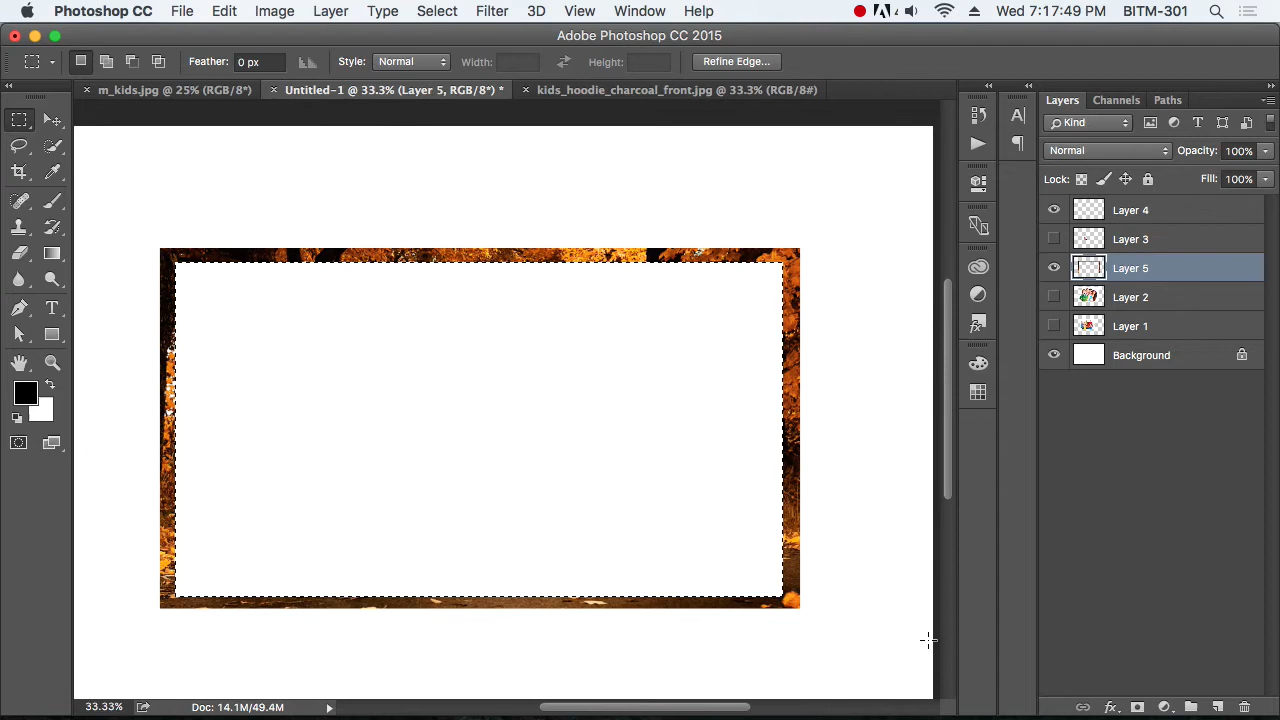 Photoshop CC File Edit Image Layer Type Select Filter 3D View Window Help 4 Wed 7:17:49 PM BITM-301
Adobe Photoshop CC 2015
Feather: 0 px Style: Normal Width: Height: Refine Edge...
m_kids.jpg @ 25% (RGB/8*) Untitled-1 @ 33.3% (Layer 5, RGB/8*) * kids_hoodie_charcoal_front.jpg @ 33.3% (RGB/8#)
Layers Channels Paths
Kind
Normal Opacity: 100%
Lock: Fill: 100%
Layer 4
Layer 3
Layer 5
Layer 2
Layer 1
Background
33.33% Doc: 14.1M/49.4M